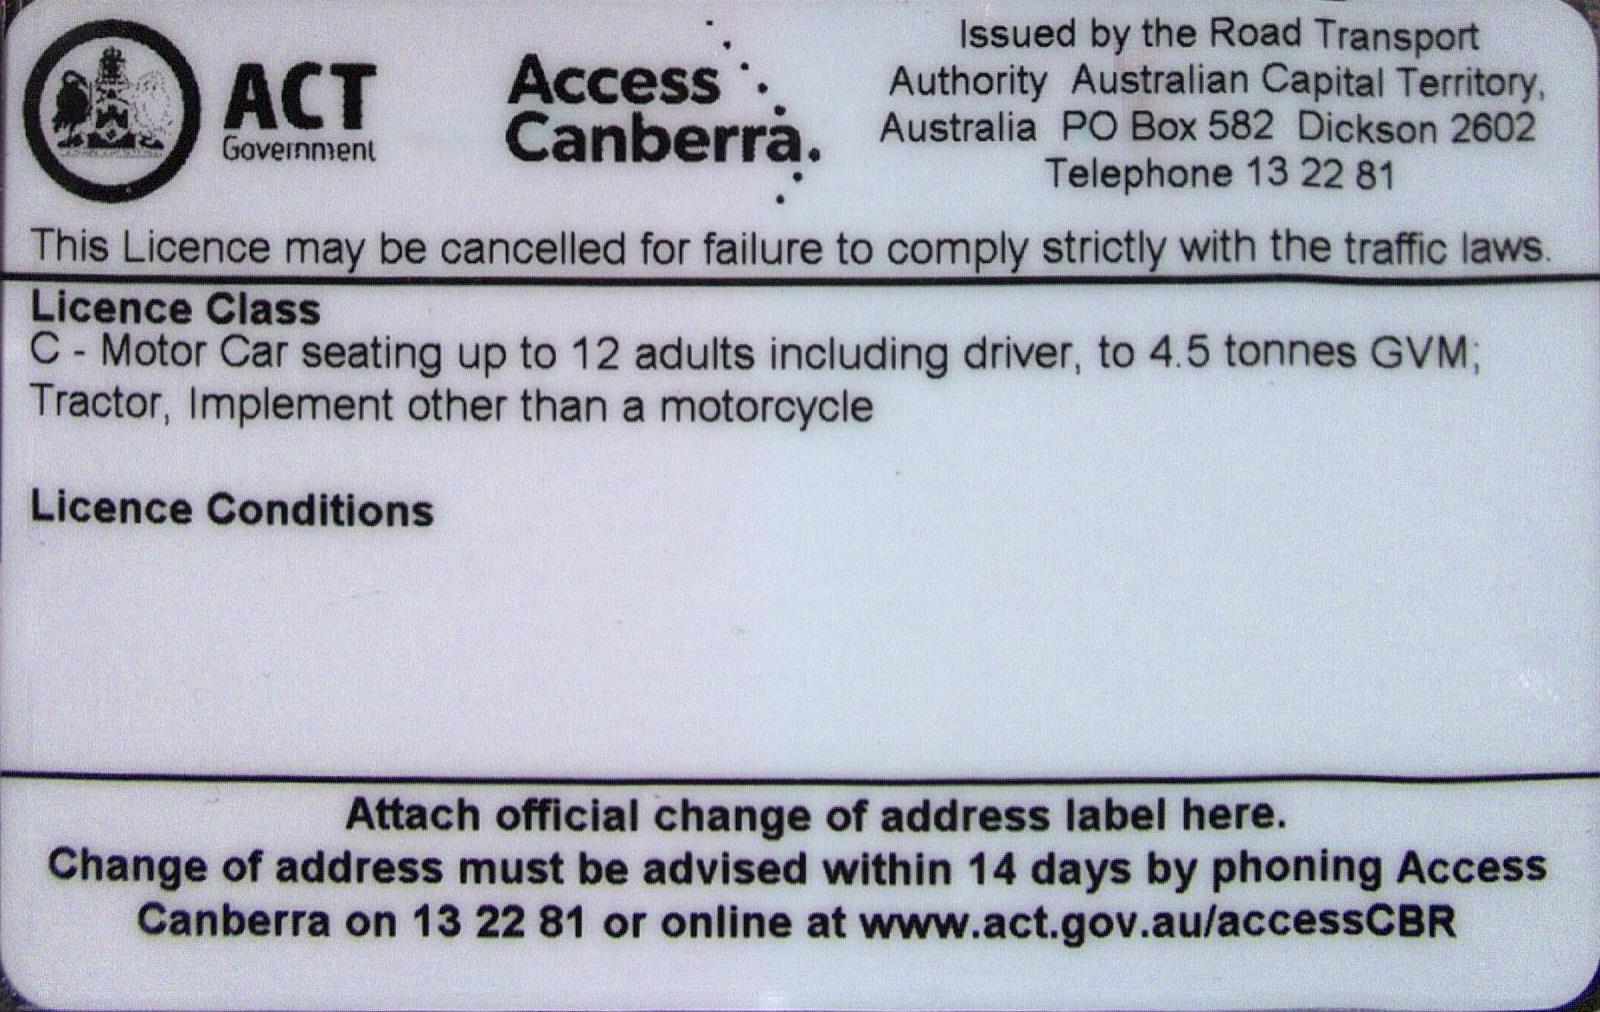 ACT
Government
Access
Canberra.
Issued by the Road Transport
Authority Australian Capital Territory,
Australia PO Box 582 Dickson 2602
Telephone 13 22 81
This Licence may be cancelled for failure to comply strictly with the traffic laws.
Licence Class
C - Motor Car seating up to 12 adults including driver, to 4.5 tonnes GVM;
Tractor, Implement other than a motorcycle
Licence Conditions
Attach official change of address label here.
Change of address must be advised within 14 days by phoning Access
Canberra on 13 22 81 or online at www.act.gov.au/accessCBR